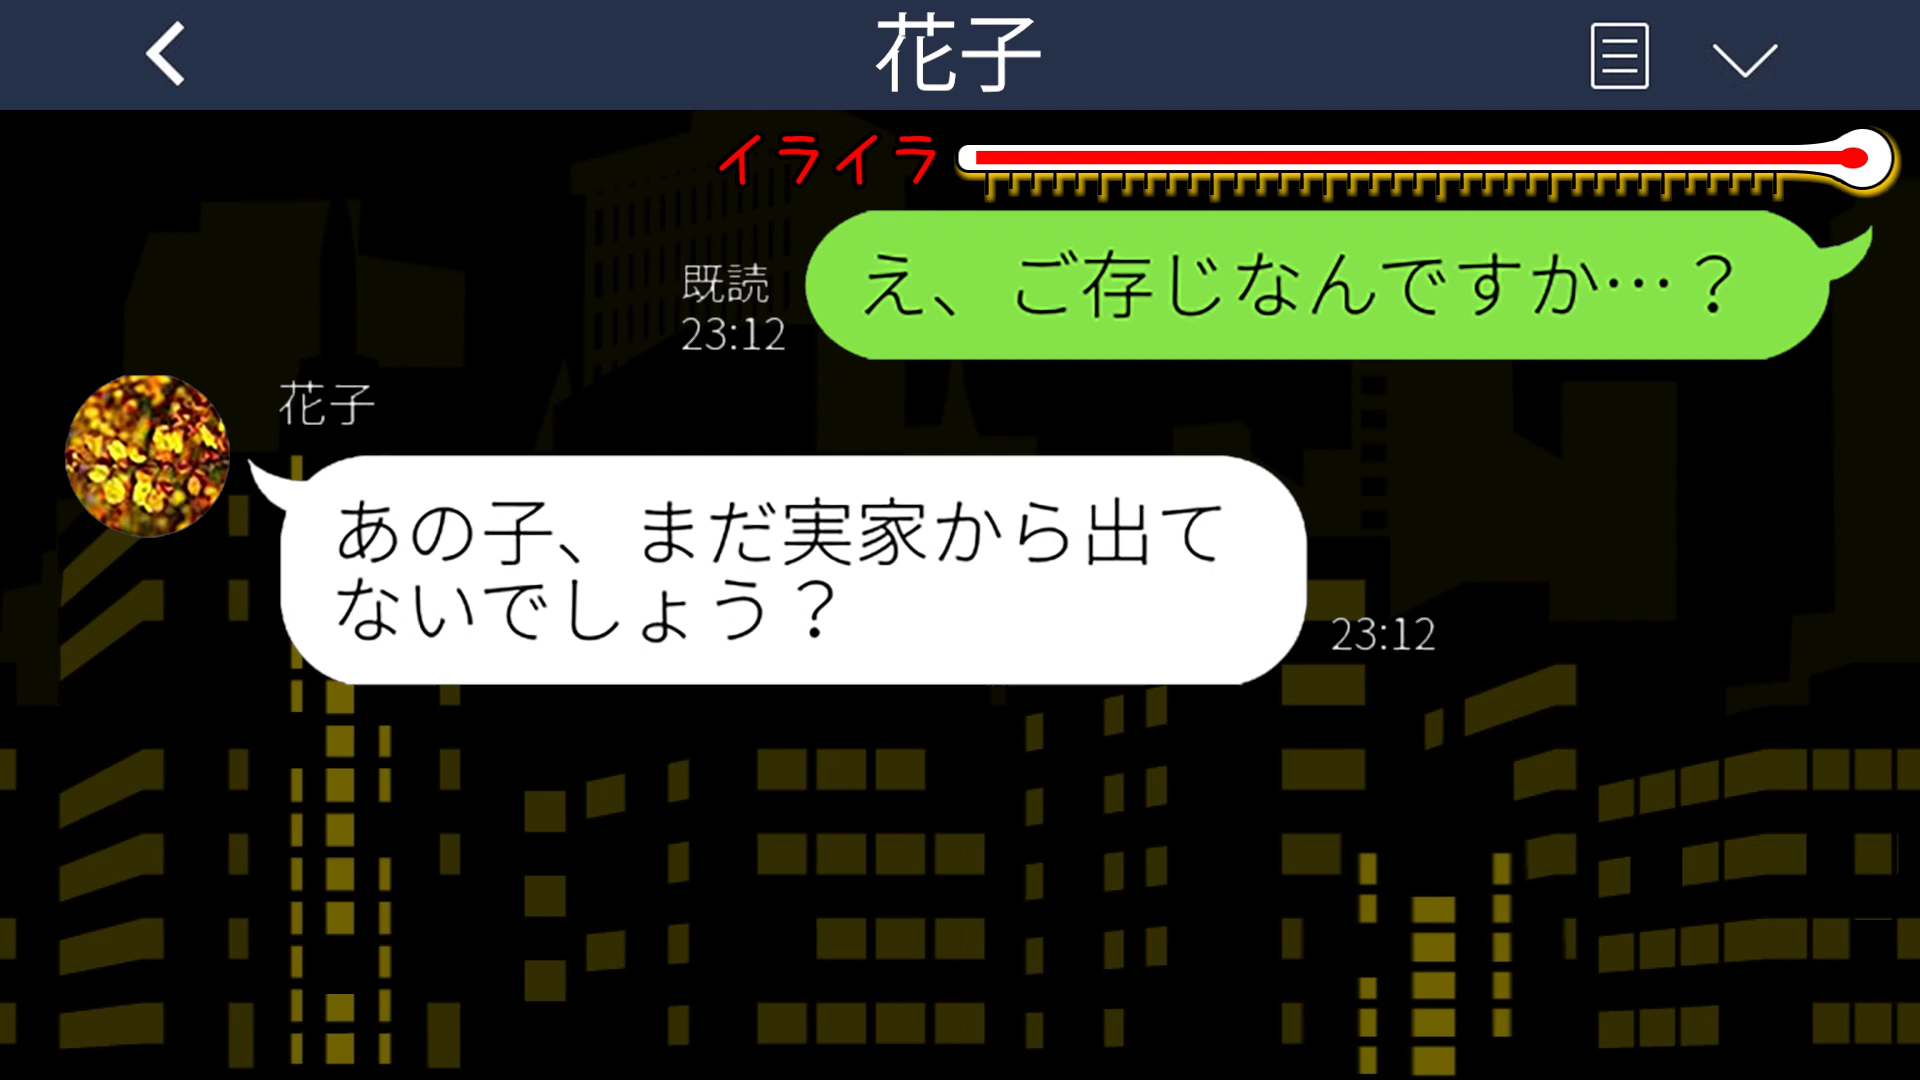 花子
イライラ
え、ご存じなんですか…？
既読
23:12
花子
あの子、まだ実家から出て
ないでしょう？
23:12